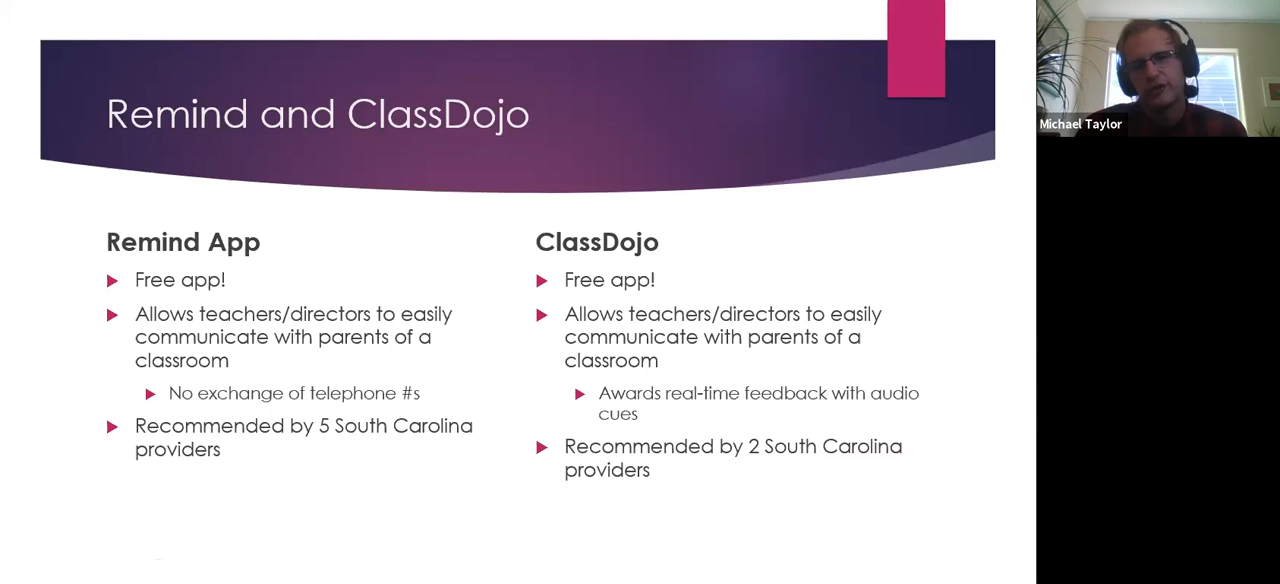 Remind and ClassDojo
Michael Taylor
Remind App
Free app!
Allows teachers/directors to easily
communicate with parents of a
classroom
No exchange of telephone #s
Recommended by 5 South Carolina
providers
ClassDojo
Free app!
Allows teachers/directors to easily
communicate with parents of a
classroom
Awards real-time feedback with audio
cues
Recommended by 2 South Carolina
providers